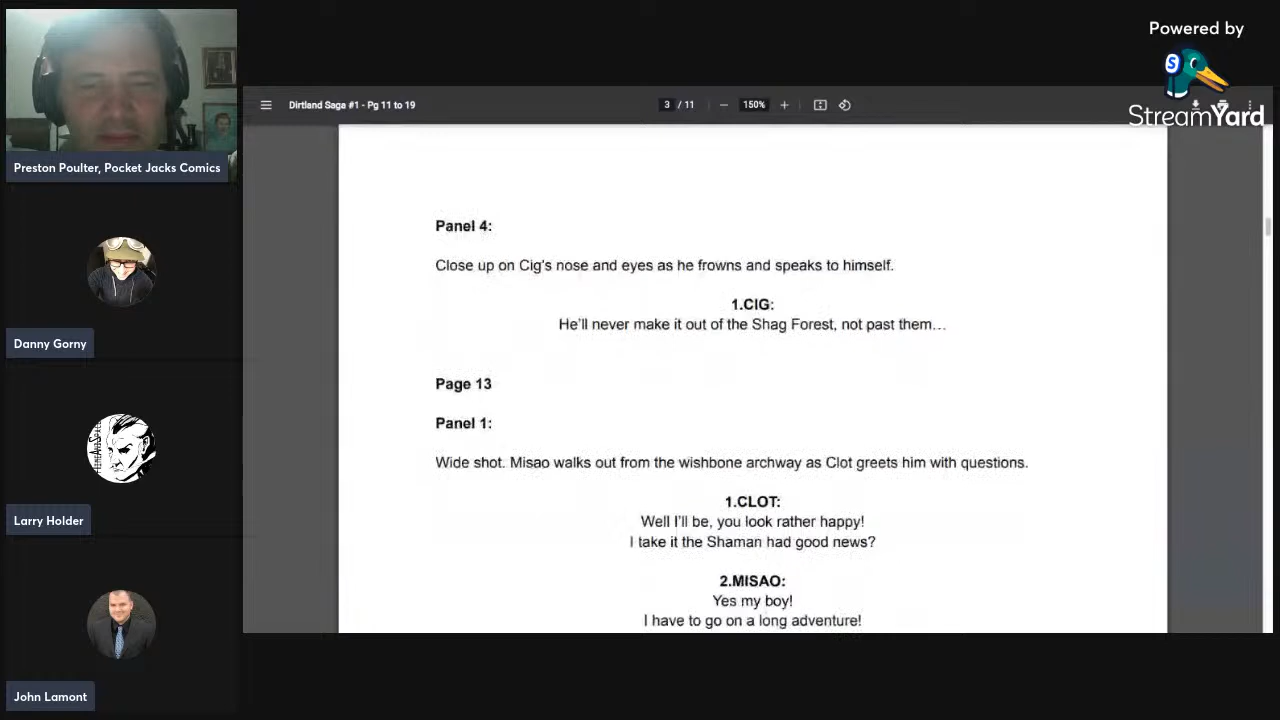 Powered by
S
StreamYard
Dirtland Saga #1 - Pg 11 to 19
3 / 11
150%
Preston Poulter, Pocket Jacks Comics
Panel 4:
Close up on Cig's nose and eyes as he frowns and speaks to himself.
1.CIG:
He'll never make it out of the Shag Forest, not past them…
Danny Gorny
Page 13
Panel 1:
Wide shot. Misao walks out from the wishbone archway as Clot greets him with questions.
1.CLOT:
Well I'll be, you look rather happy!
I take it the Shaman had good news?
Larry Holder
2.MISAO:
Yes my boy!
I have to go on a long adventure!
John Lamont